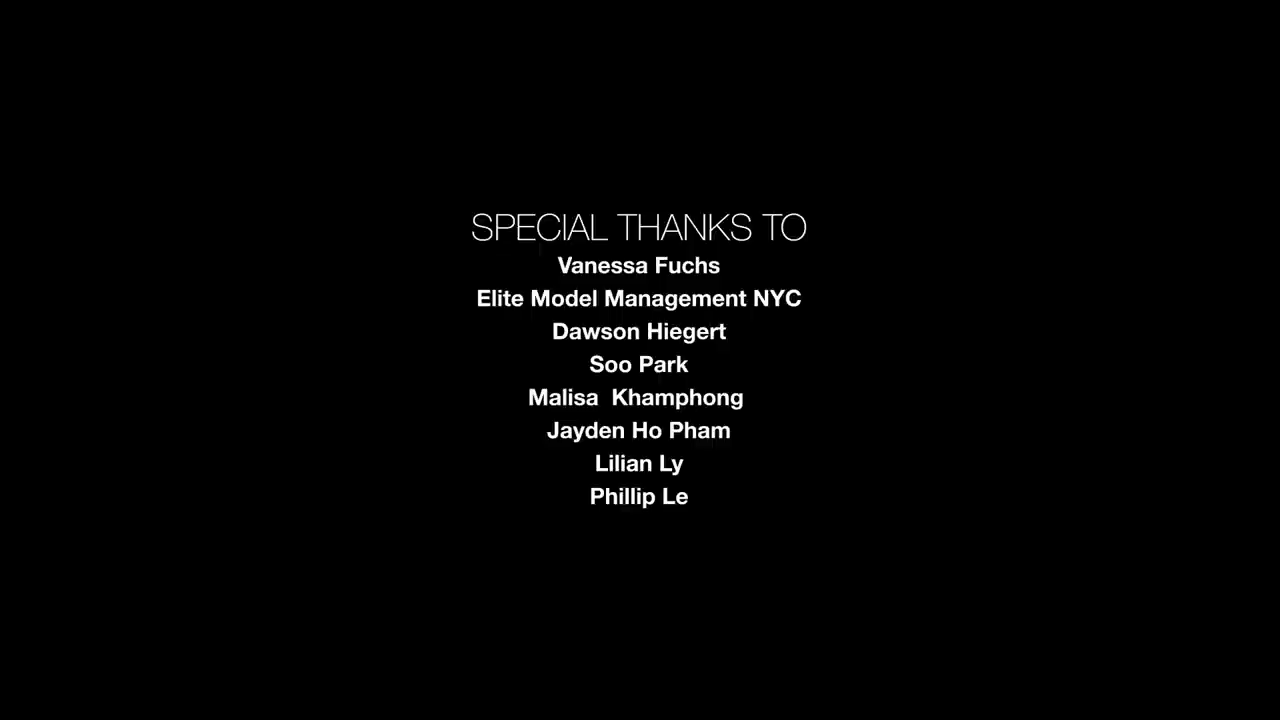 SPECIAL THANKS TO
Vanessa Fuchs
Elite Model Management NYC
Dawson Hiegert
Soo Park
Malisa  Khamphong
Jayden Ho Pham
Lilian Ly
Phillip Le